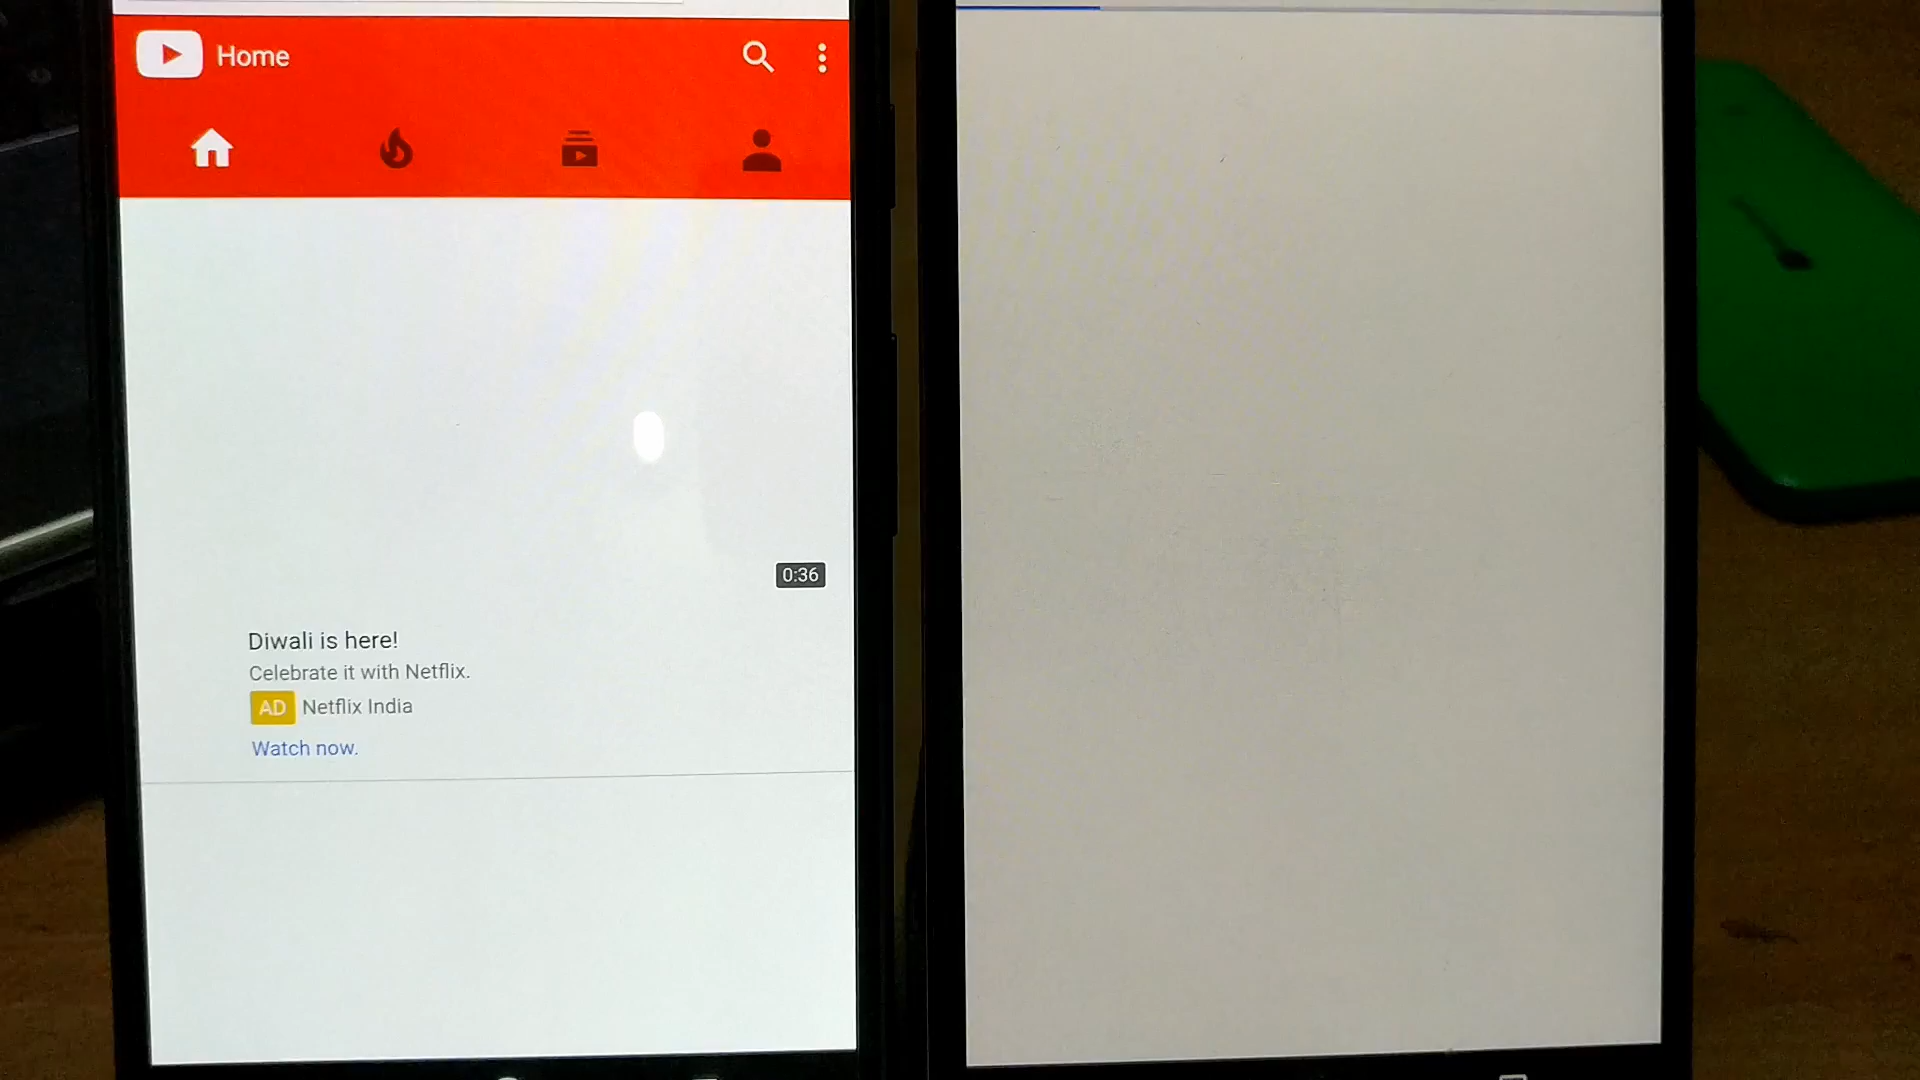 Home
0:36
Diwali is here!
Celebrate it with Netflix.
AD Netflix India
Watch now.